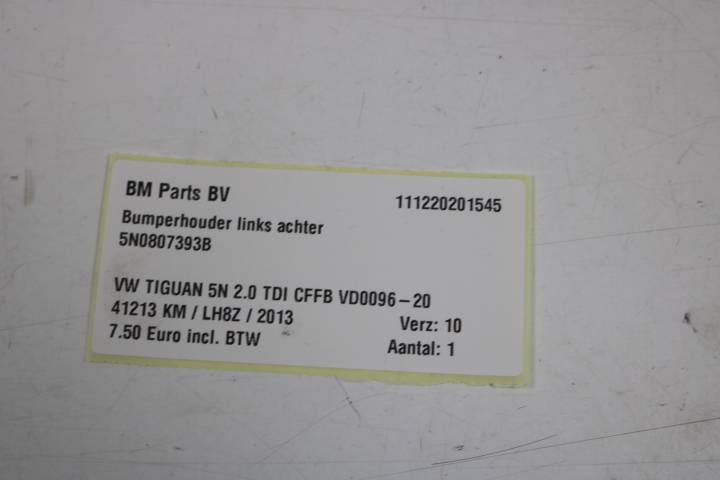 BM Parts BV 111220201545
Bumperhouder links achter
5N0807393B
VW TIGUAN 5N 2.0 TDI CFFB VD0096-20
41213 KM / LH8Z / 2013 Verz: 10
7.50 Euro incl. BTW Aantal: 1